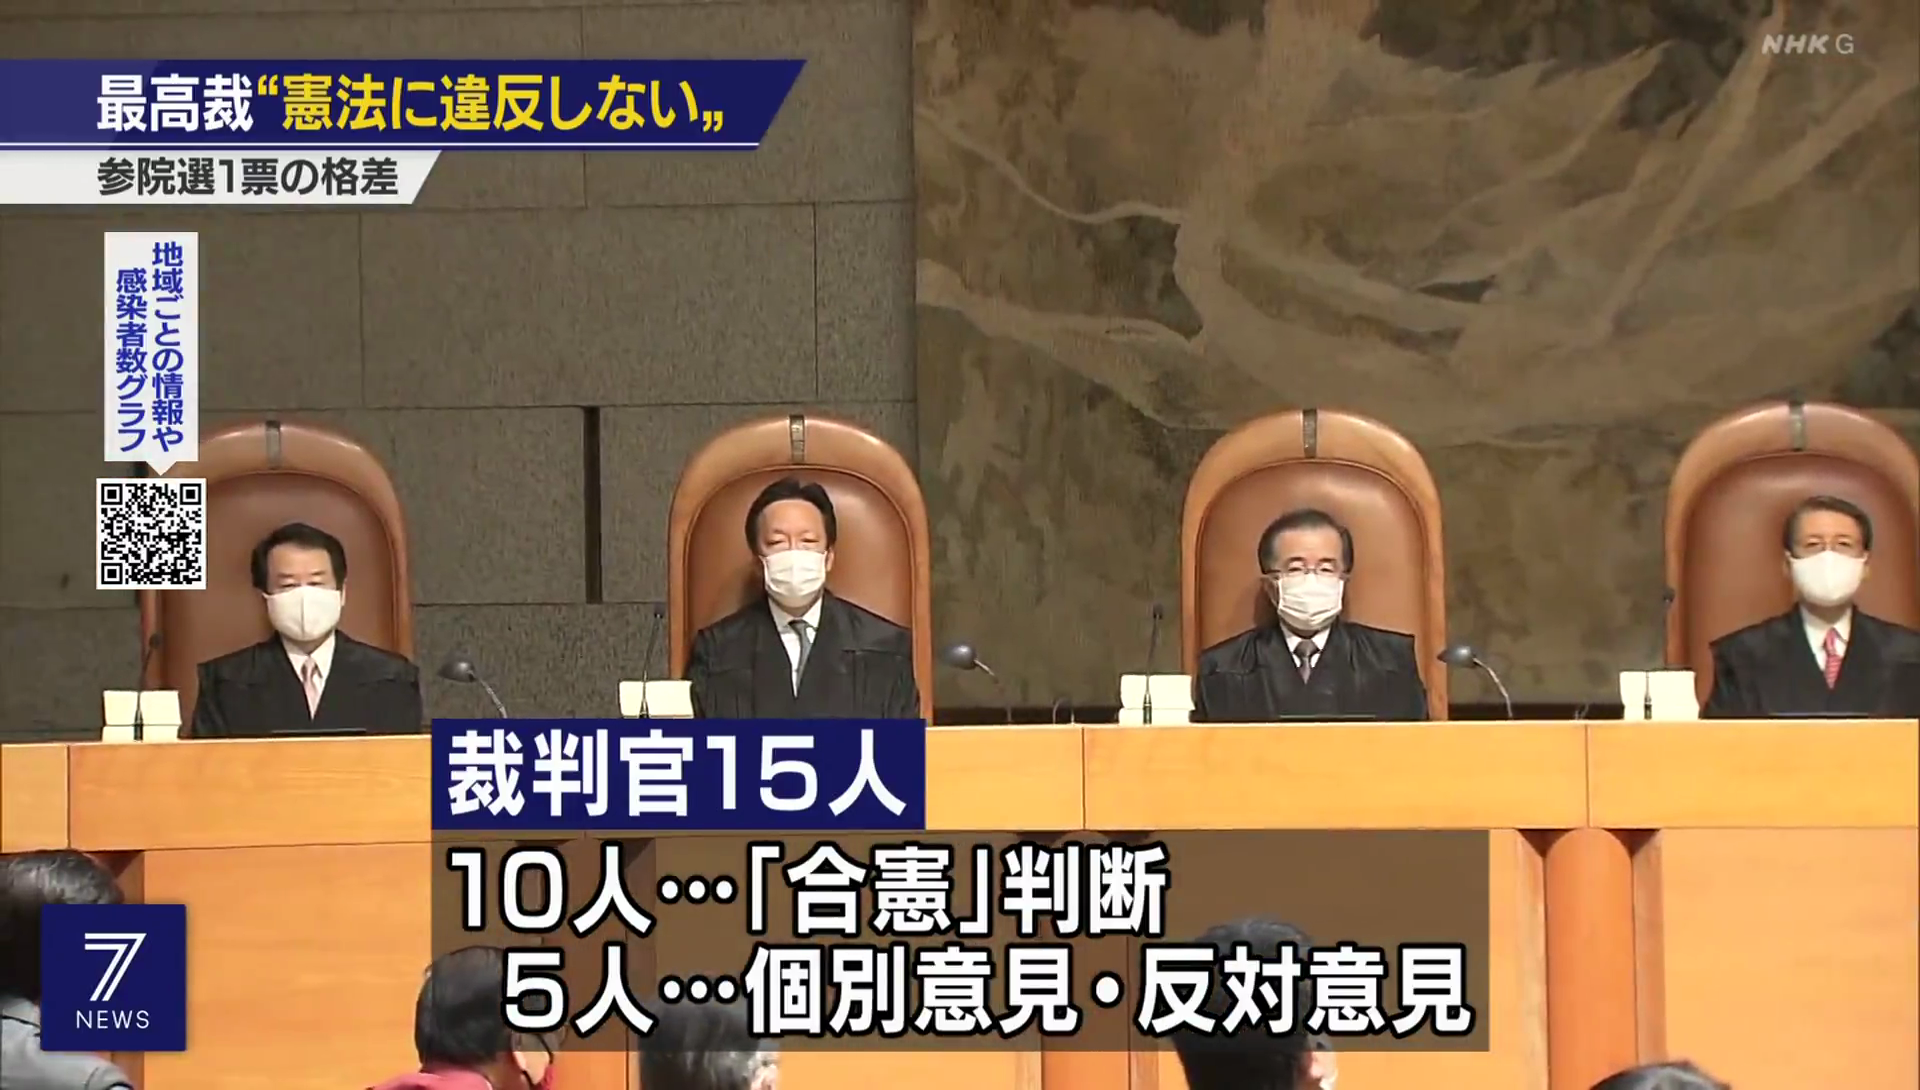 NHK G
最高裁“憲法に違反しない„
参院選1票の格差
地域ごとの情報や
感染者数グラフ
裁判官15人
10人…「合憲」判断
5人…個別意見・反対意見
7
NEWS